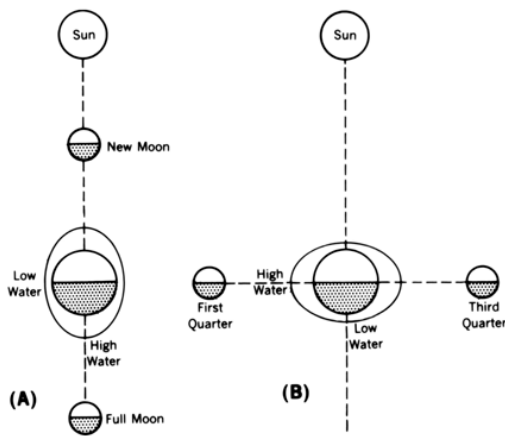 Sun
New Moon
Low
Water
High
Water
Full Moon
(A)
Sun
High
Water
First
Quarter
Low
Water
Third
Quarter
(B)